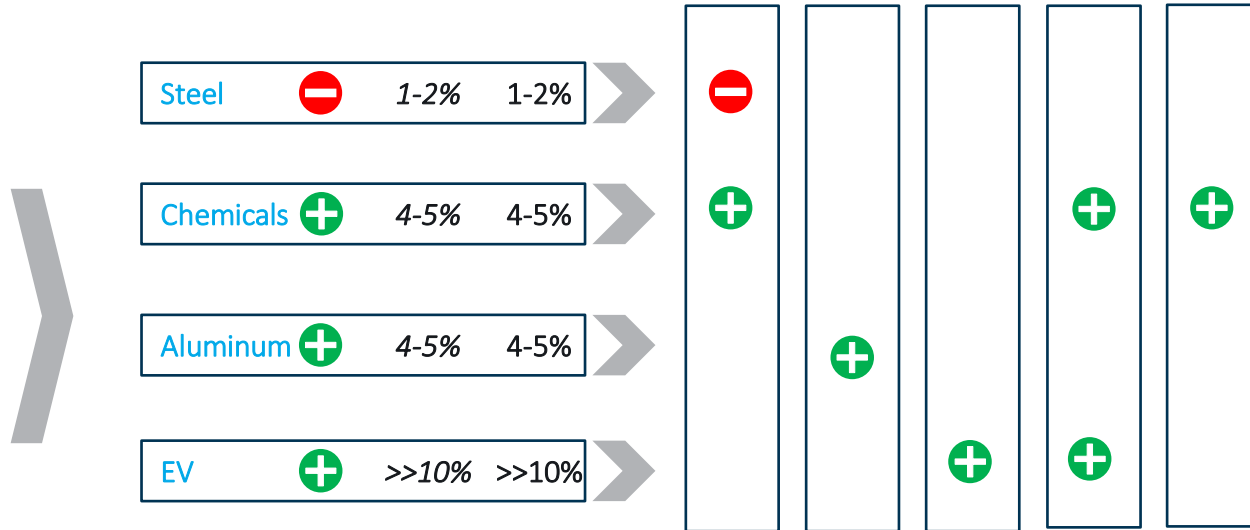 Steel 1-2% 1-2%
Chemicals 4-5% 4-5%
Aluminum 4-5% 4-5%
EV >>10% >>10%